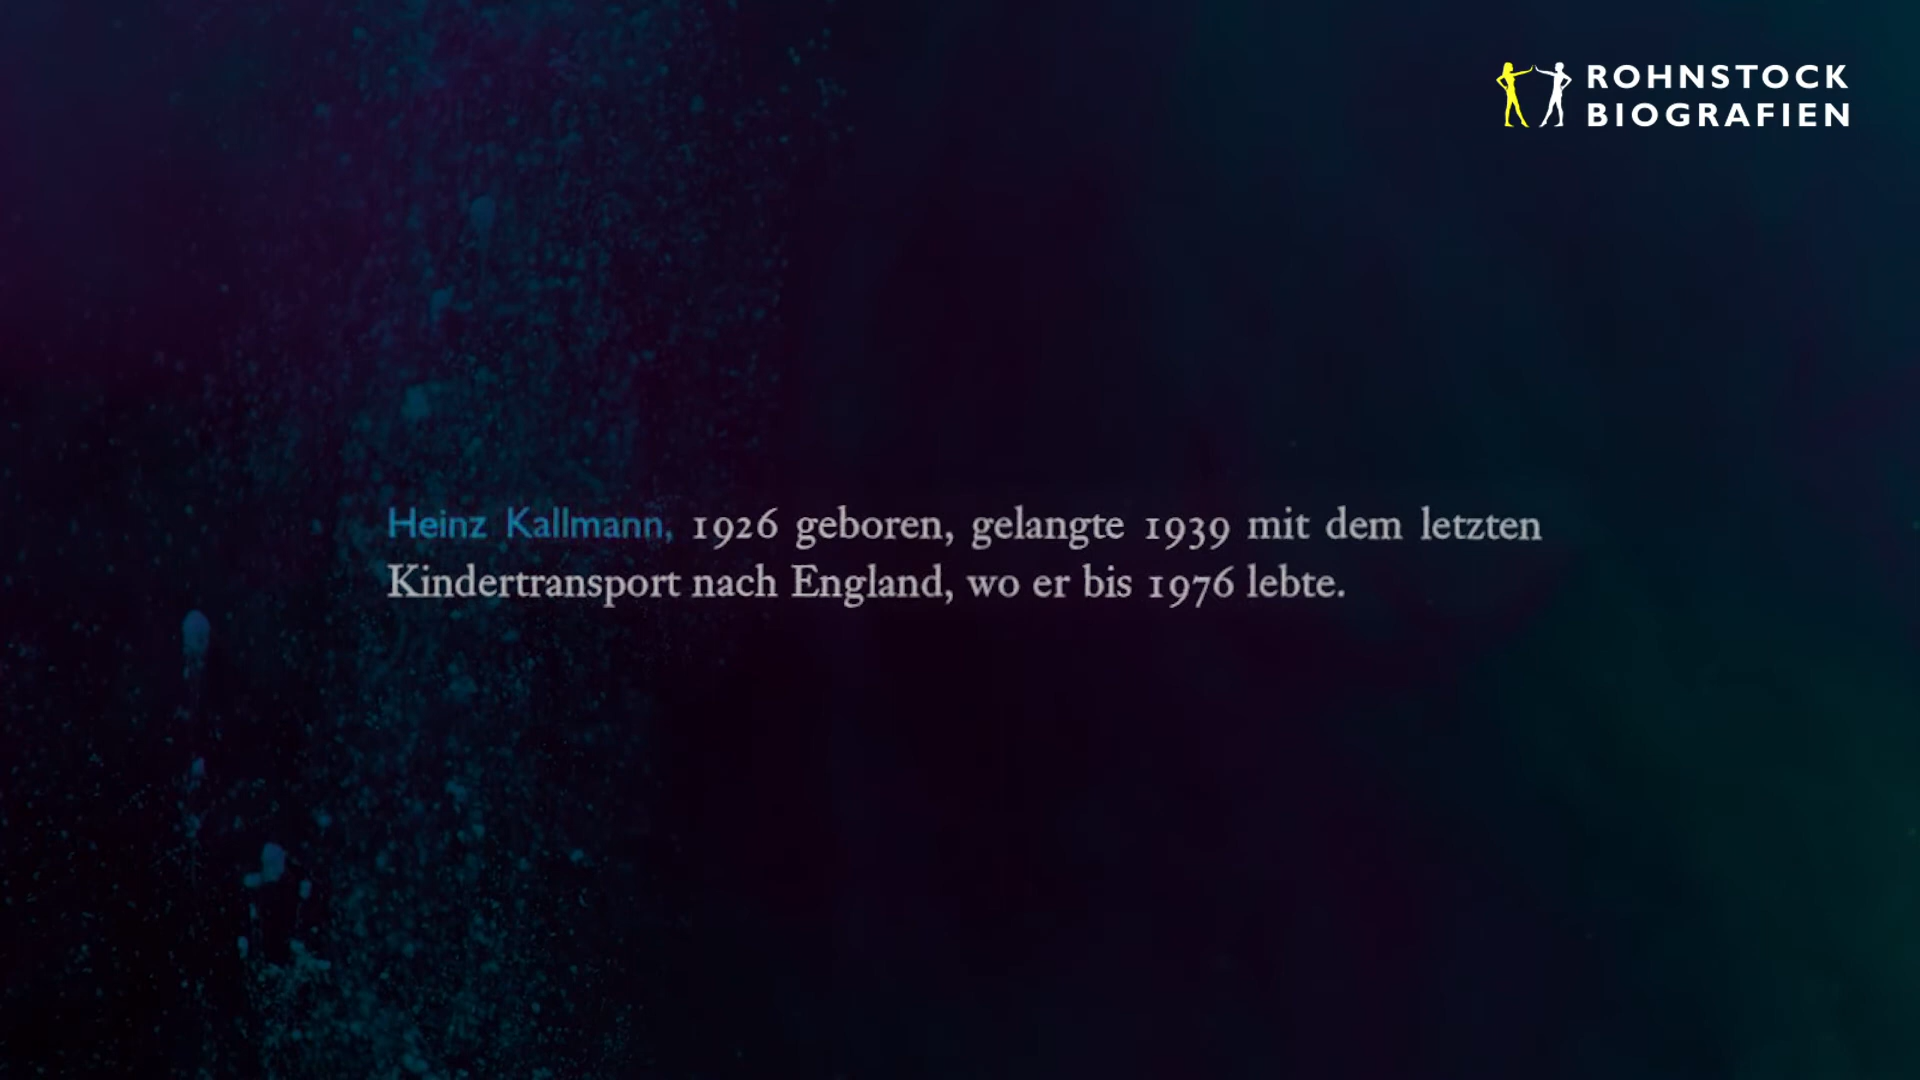 ROHNSTOCK
BIOGRAFIEN
Heinz Kallmann, 1926 geboren, gelangte 1939 mit dem letzten
Kindertransport nach England, wo er bis 1976 lebte.